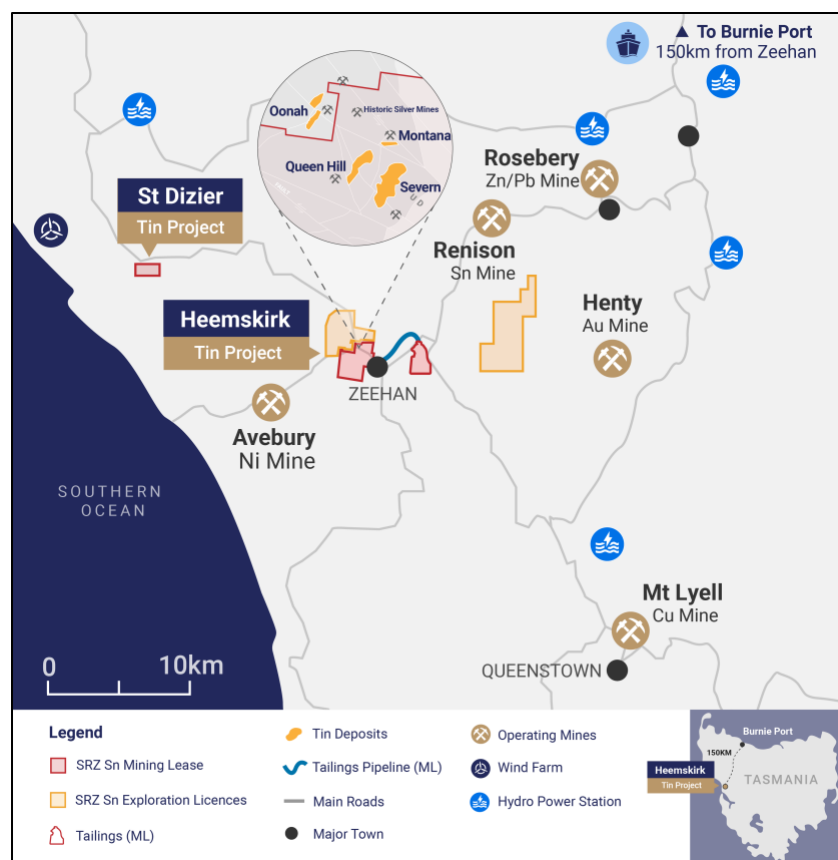 ▲ To Burnie Port
150km from Zeehan
Oonah
Historic Silver Mines
Montana
Queen Hill
Severn
Rosebery
Zn/Pb Mine
St Dizier
Tin Project
Renison
Sn Mine
Heemskirk
Tin Project
Henty
Au Mine
ZEEHAN
Avebury
Ni Mine
SOUTHERN
OCEAN
Mt Lyell
Cu Mine
QUEENSTOWN
0 10km
Legend
SRZ Sn Mining Lease
SRZ Sn Exploration Licences
Tailings (ML)
Tin Deposits
Tailings Pipeline (ML)
Main Roads
Major Town
Operating Mines
Wind Farm
Hydro Power Station
Burnie Port
150KM
Heemskirk
Tin Project
TASMANIA